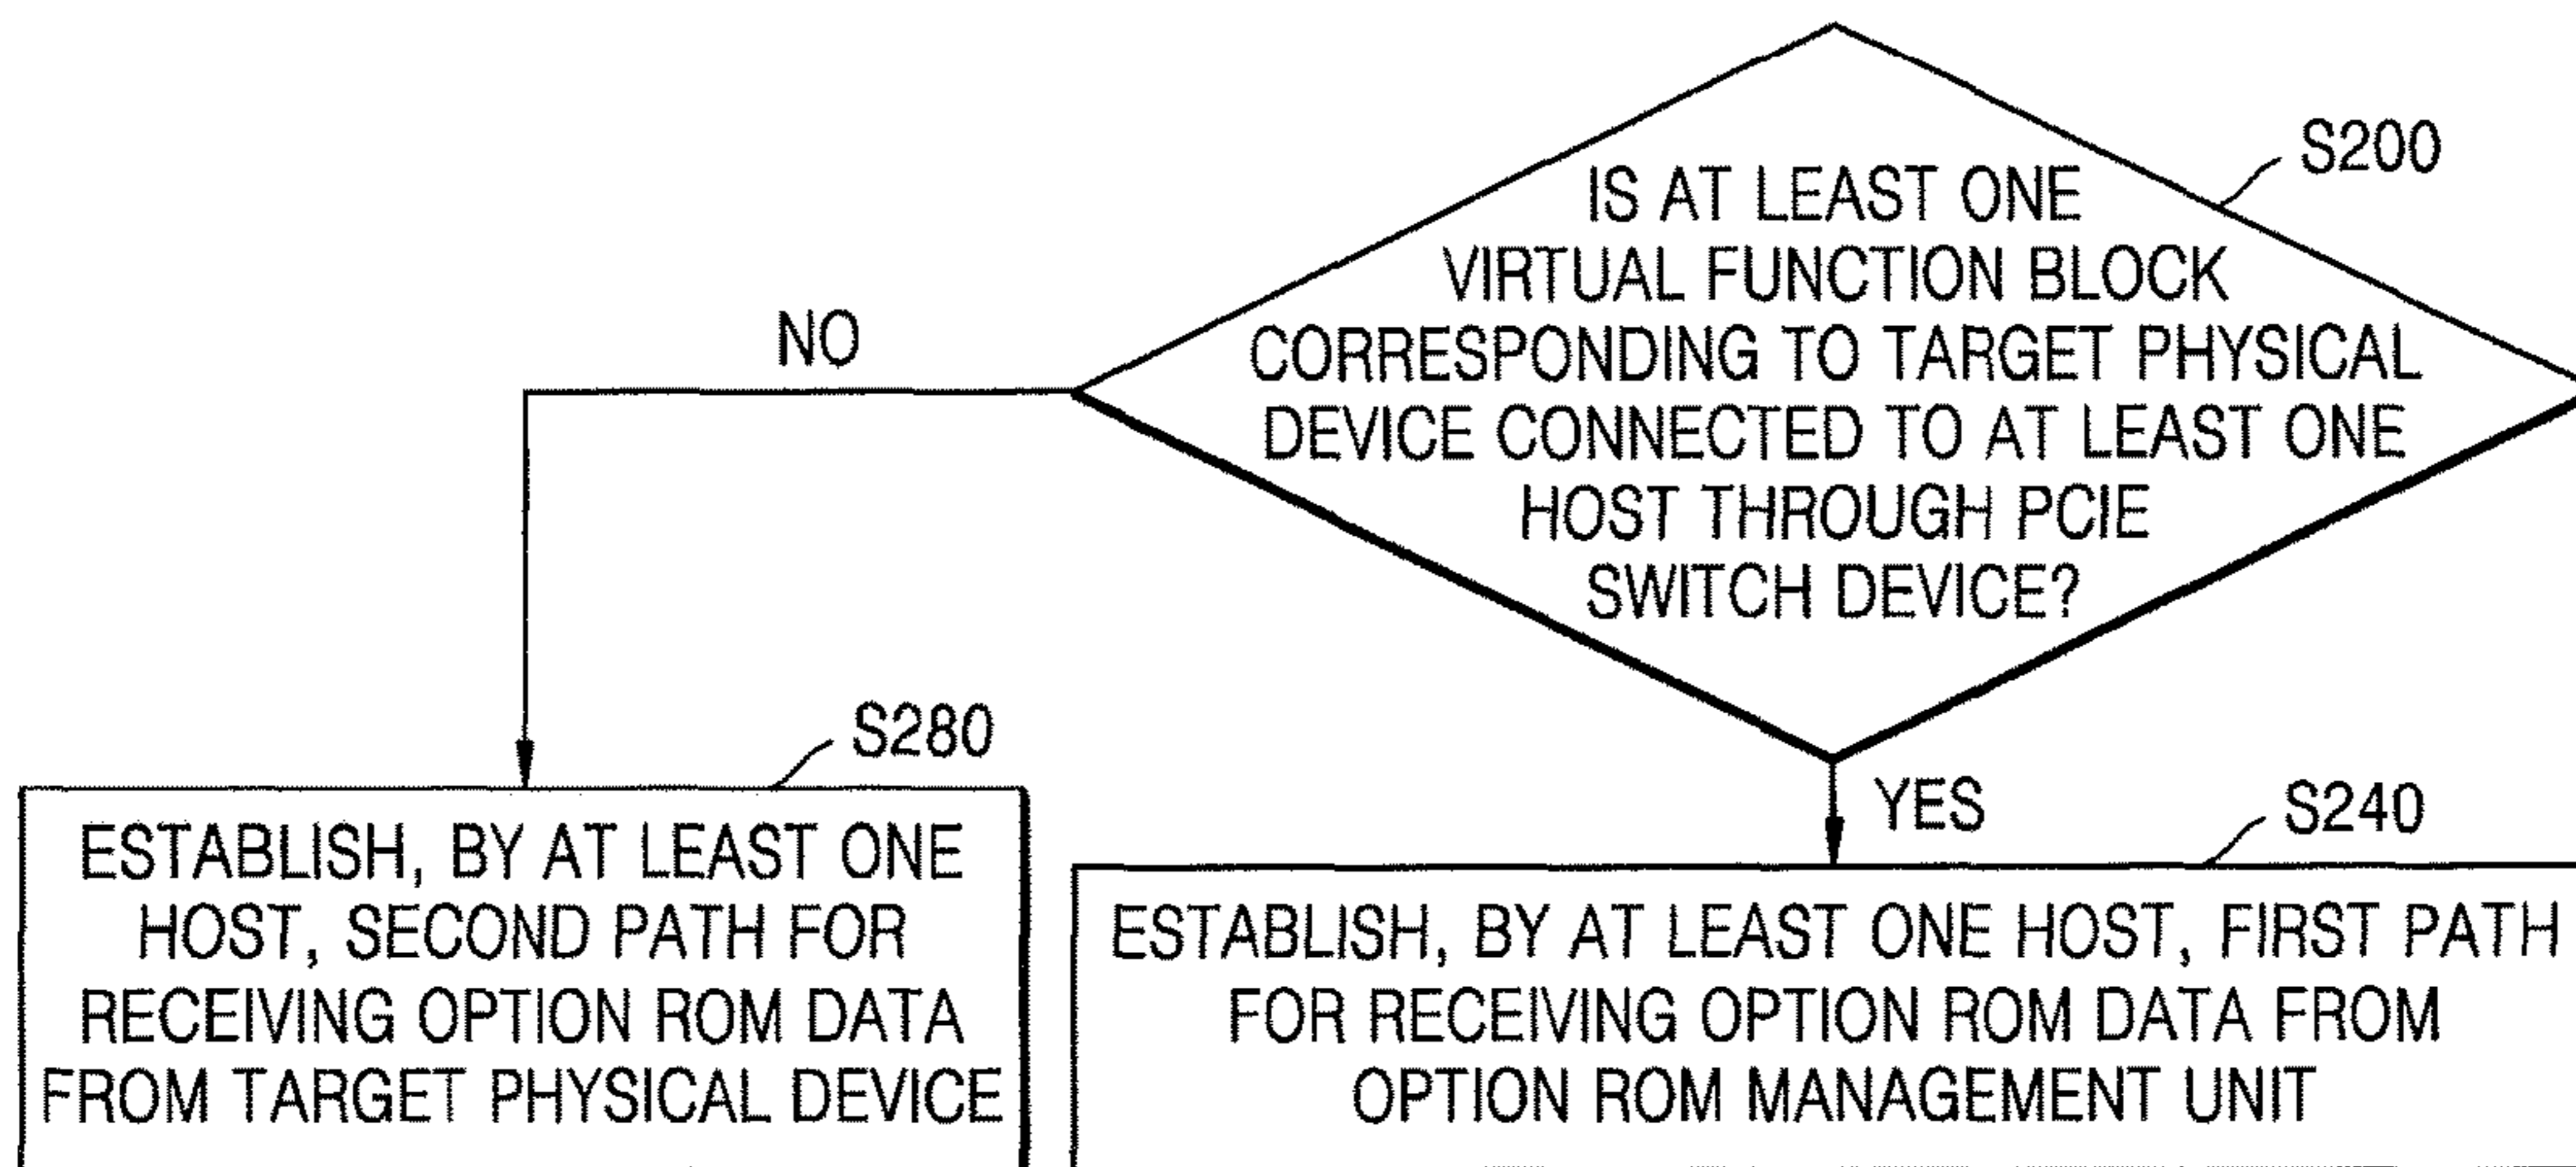 S200
IS AT LEAST ONE
VIRTUAL FUNCTION BLOCK
CORRESPONDING TO TARGET PHYSICAL
DEVICE CONNECTED TO AT LEAST ONE
HOST THROUGH PCIE
SWITCH DEVICE?
NO
YES
S280
ESTABLISH, BY AT LEAST ONE
HOST, SECOND PATH FOR
RECEIVING OPTION ROM DATA
FROM TARGET PHYSICAL DEVICE
S240
ESTABLISH, BY AT LEAST ONE HOST, FIRST PATH
FOR RECEIVING OPTION ROM DATA FROM
OPTION ROM MANAGEMENT UNIT